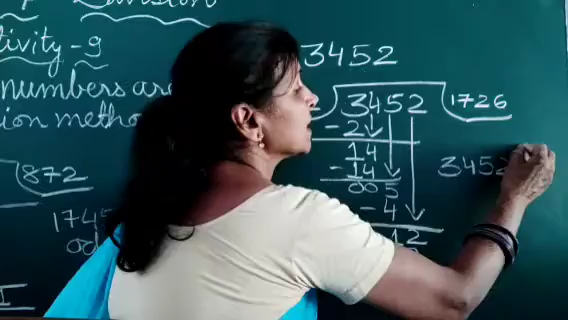 Division
tivity-9
numbers are
ion metho
3452
) 3452 ( 1726
- 2
14
- 14
005
- 4
12
3452
872
1745
00